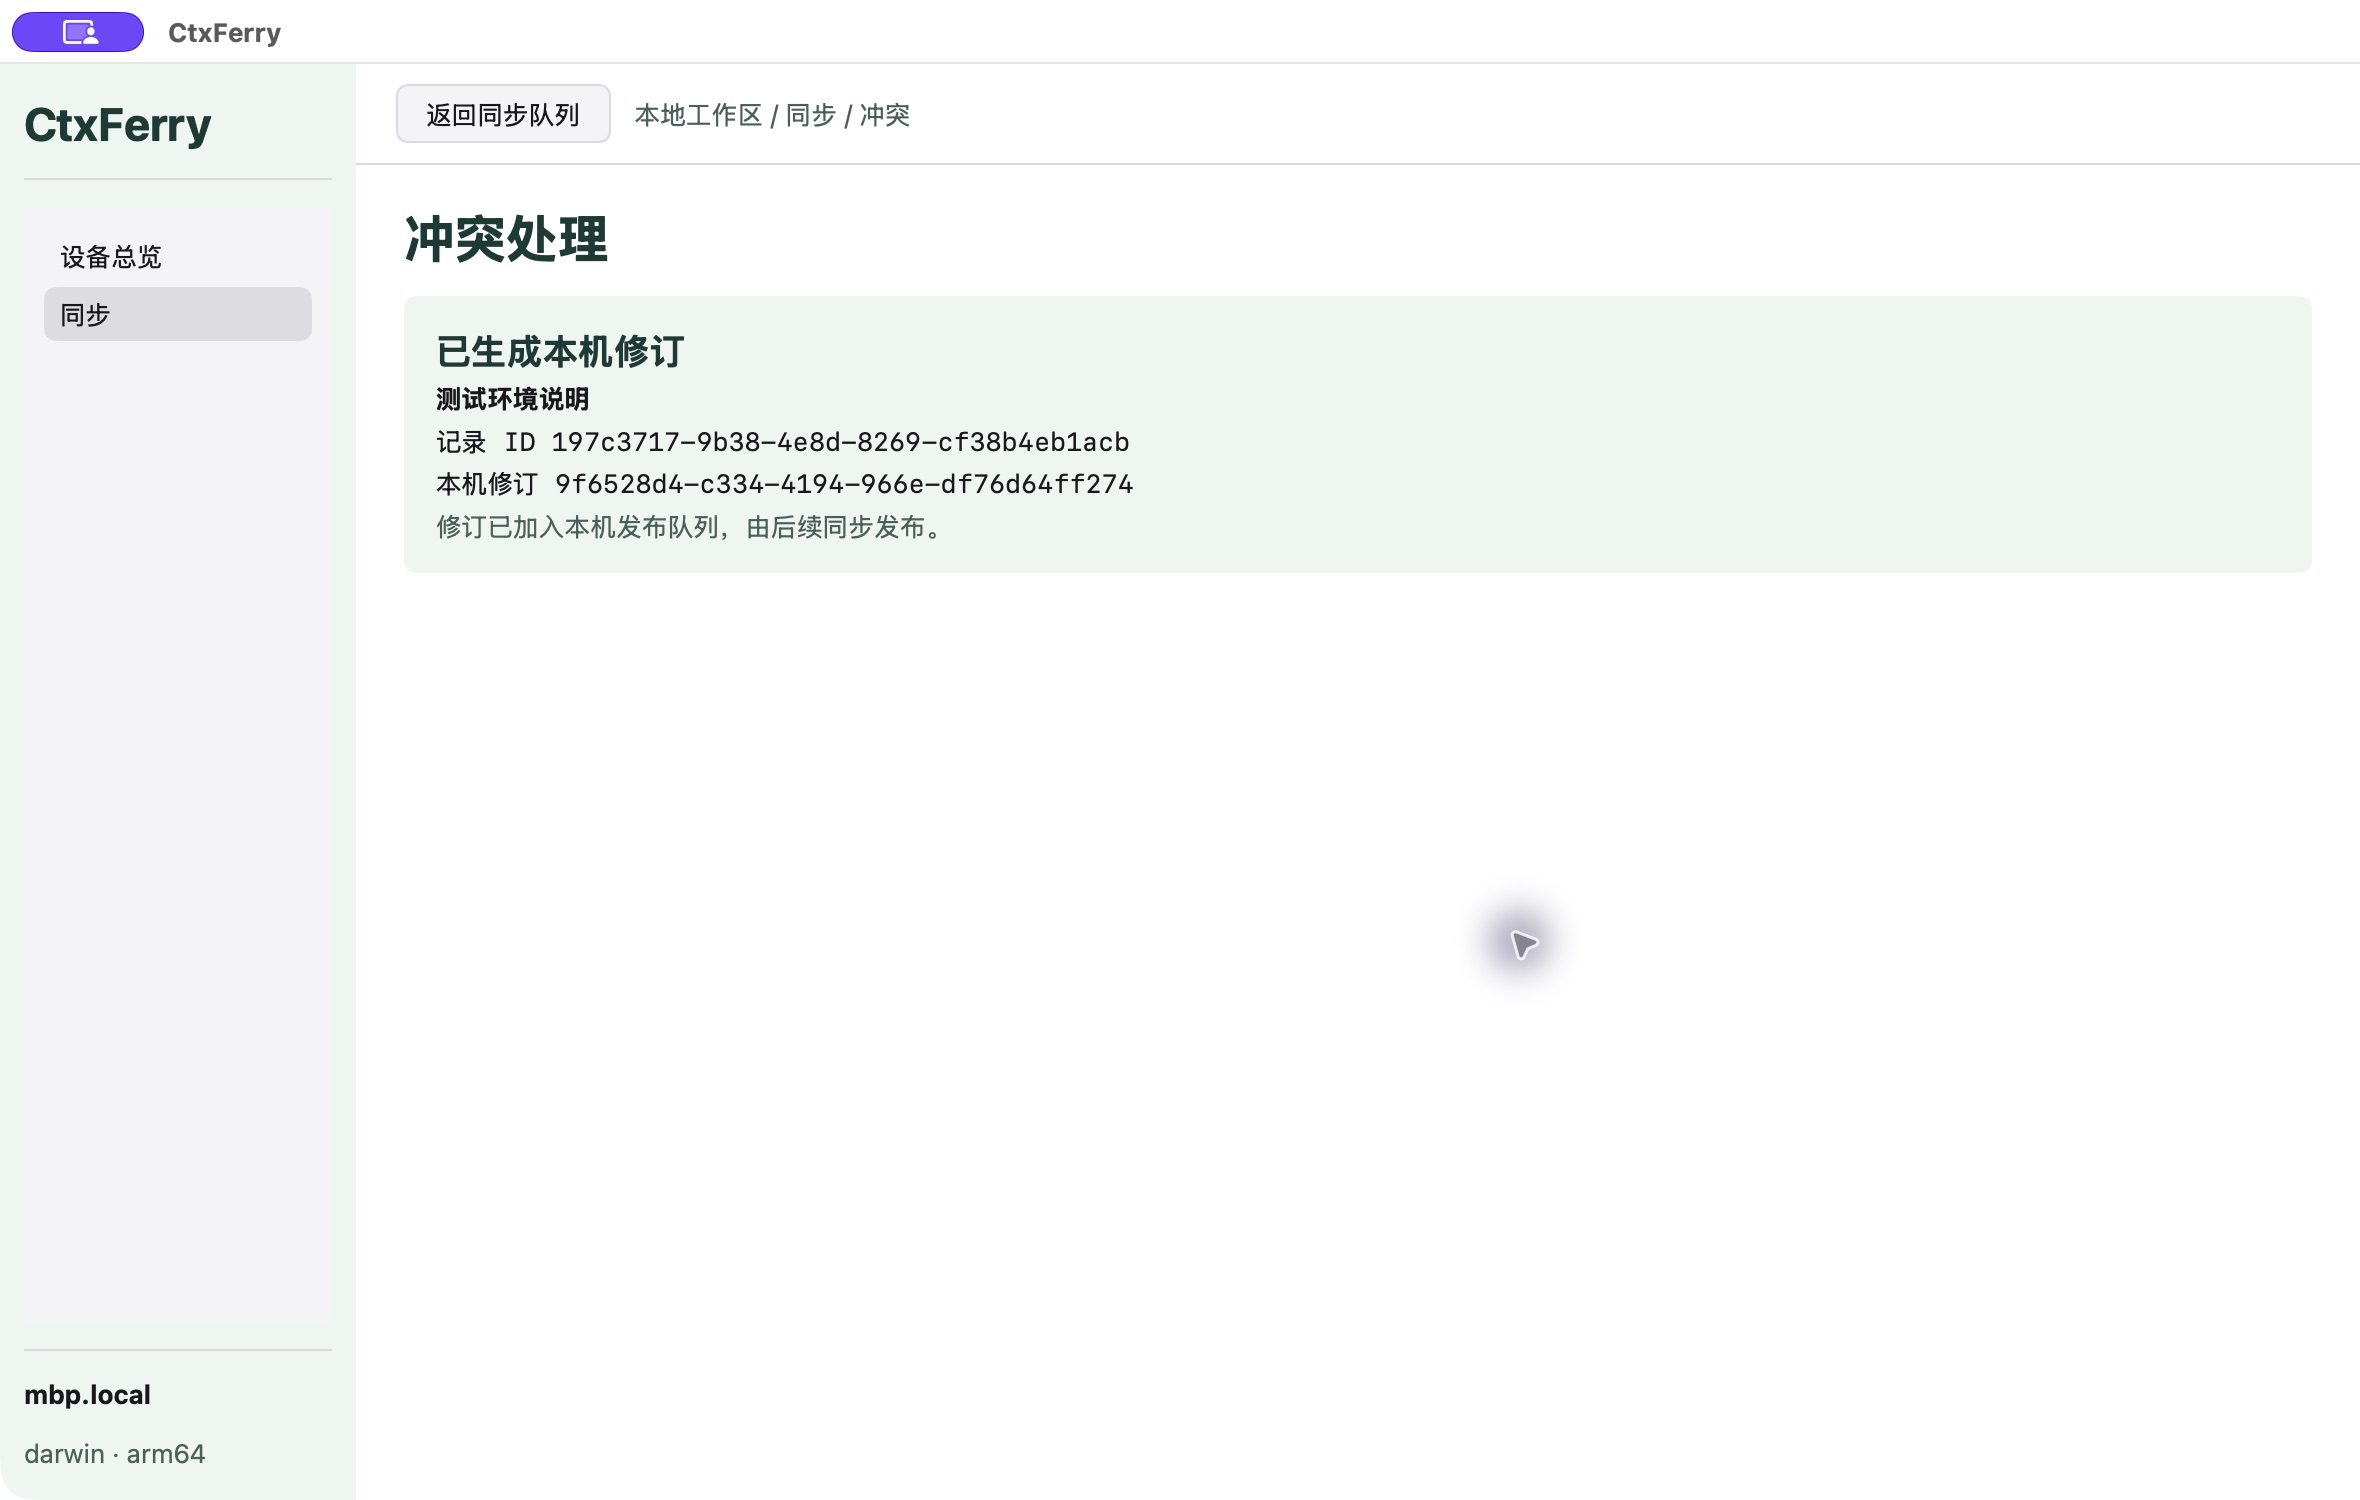 CtxFerry
CtxFerry
设备总览
同步
mbp.local
darwin · arm64
返回同步队列
本地工作区 / 同步 / 冲突
冲突处理
已生成本机修订
测试环境说明
记录 ID 197c3717-9b38-4e8d-8269-cf38b4eb1acb
本机修订 9f6528d4-c334-4194-966e-df76d64ff274
修订已加入本机发布队列，由后续同步发布。